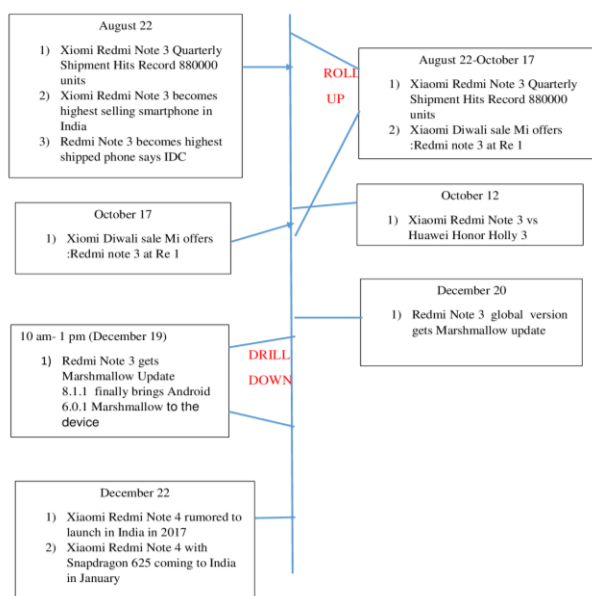 August 22
1) Xiomi Redmi Note 3 Quarterly
Shipment Hits Record 880000
units
2) Xiomi Redmi Note 3 becomes
highest selling smartphone in
India
3) Redmi Note 3 becomes highest
shipped phone says IDC
ROLL
UP
August 22-October 17
1) Xiaomi Redmi Note 3 Quarterly
Shipment Hits Record 880000
units
2) Xiaomi Diwali sale Mi offers
:Redmi note 3 at Re 1
October 17
1) Xiomi Diwali sale Mi offers
:Redmi note 3 at Re 1
October 12
1) Xiaomi Redmi Note 3 vs
Huawei Honor Holly 3
December 20
1) Redmi Note 3 global version
gets Marshmallow update
10 am- 1 pm (December 19)
1) Redmi Note 3 gets
Marshmallow Update
8.1.1 finally brings Android
6.0.1 Marshmallow to the
device
DRILL
DOWN
December 22
1) Xiaomi Redmi Note 4 rumored to
launch in India in 2017
2) Xiaomi Redmi Note 4 with
Snapdragon 625 coming to India
in January